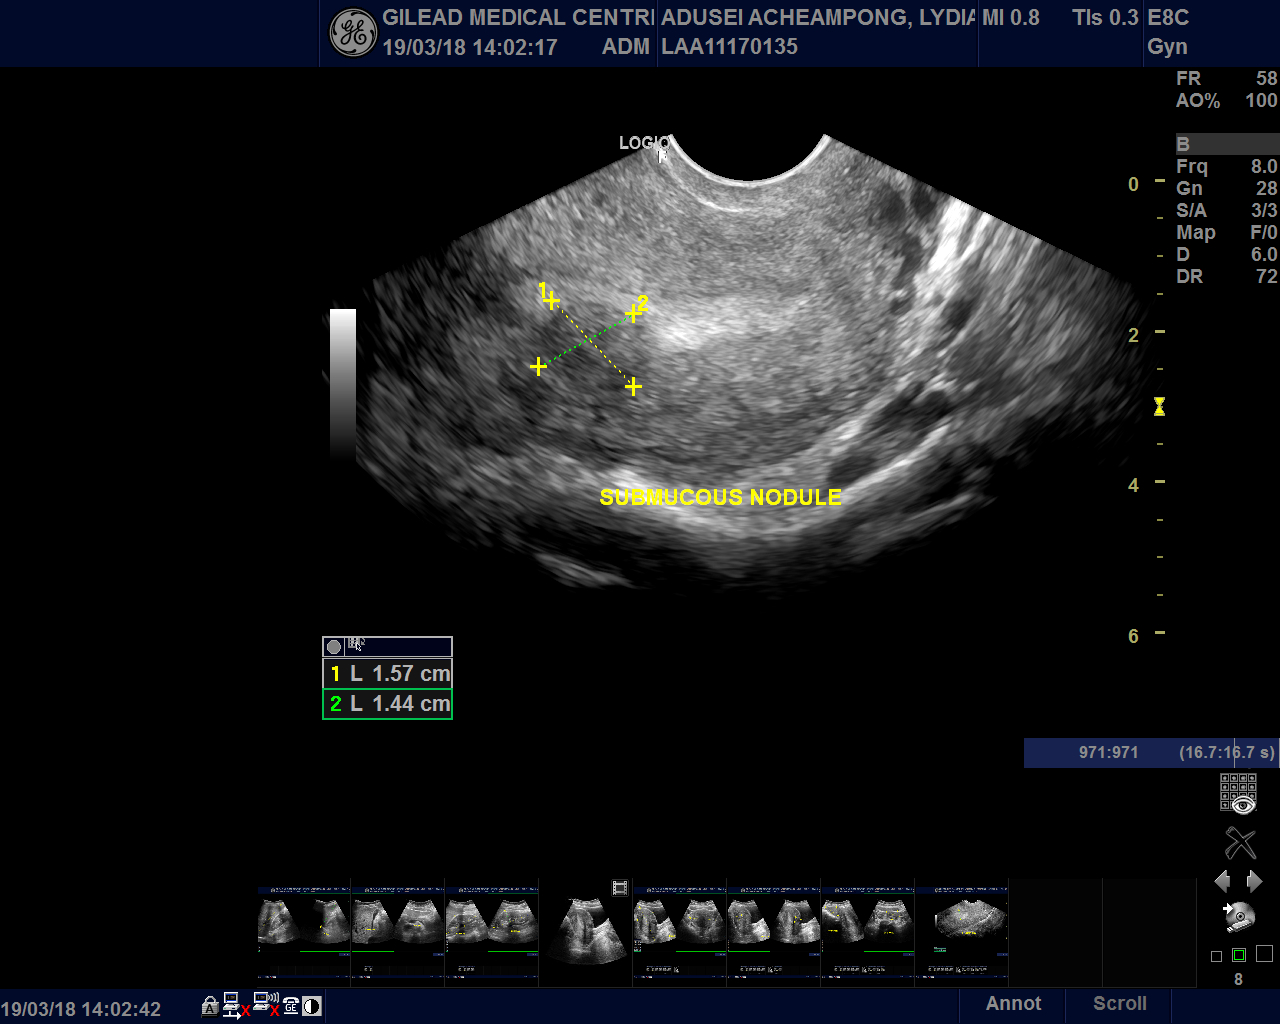 GILEAD MEDICAL CENTR
ADUSEI ACHEAMPONG, LYDIA
MI 0.8
TIs 0.3
E8C
19/03/18 14:02:17
ADM
LAA11170135
Gyn
FR 58
AO% 100
B
Frq 8.0
Gn 28
S/A 3/3
Map F/0
D 6.0
DR 72
LOGIQ
0
2
4
6
1
2
SUBMUCOUS NODULE
1 L 1.57 cm
2 L 1.44 cm
971:971 (16.7:16.7 s)
8
19/03/18 14:02:42
A
GE
Annot
Scroll